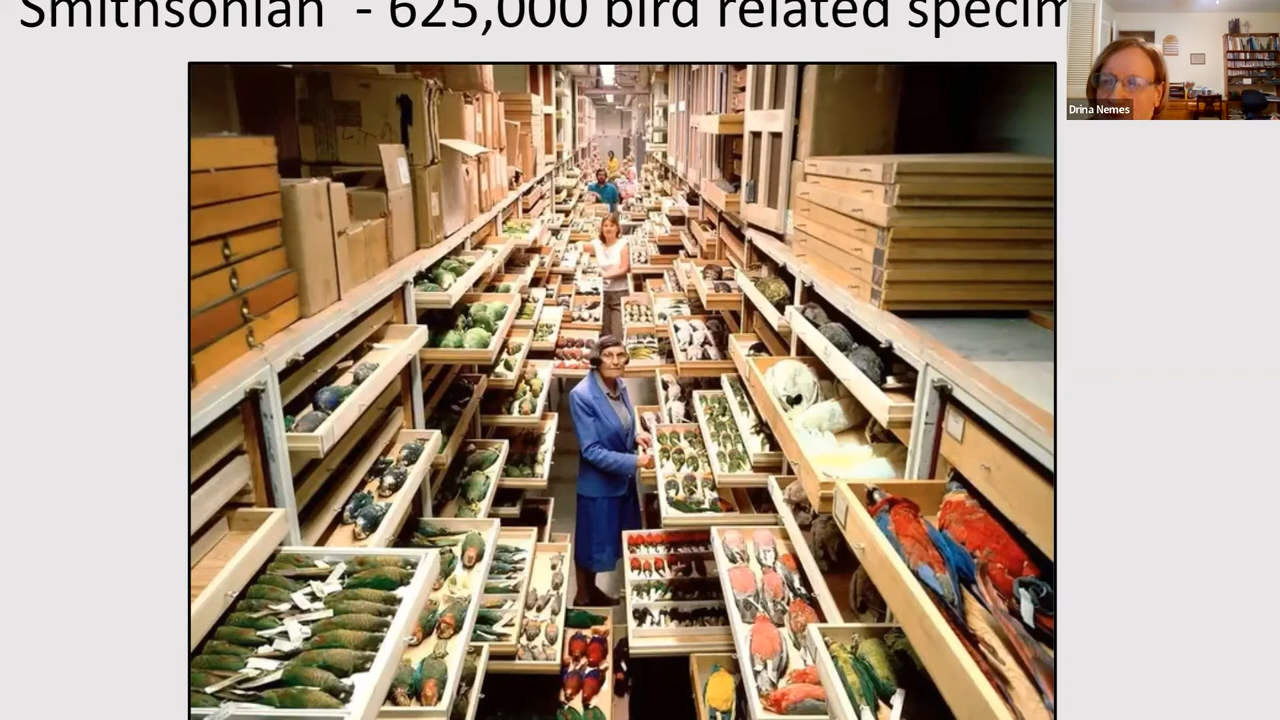 Smithsonian - 625,000 bird related specim
Drina Nemes